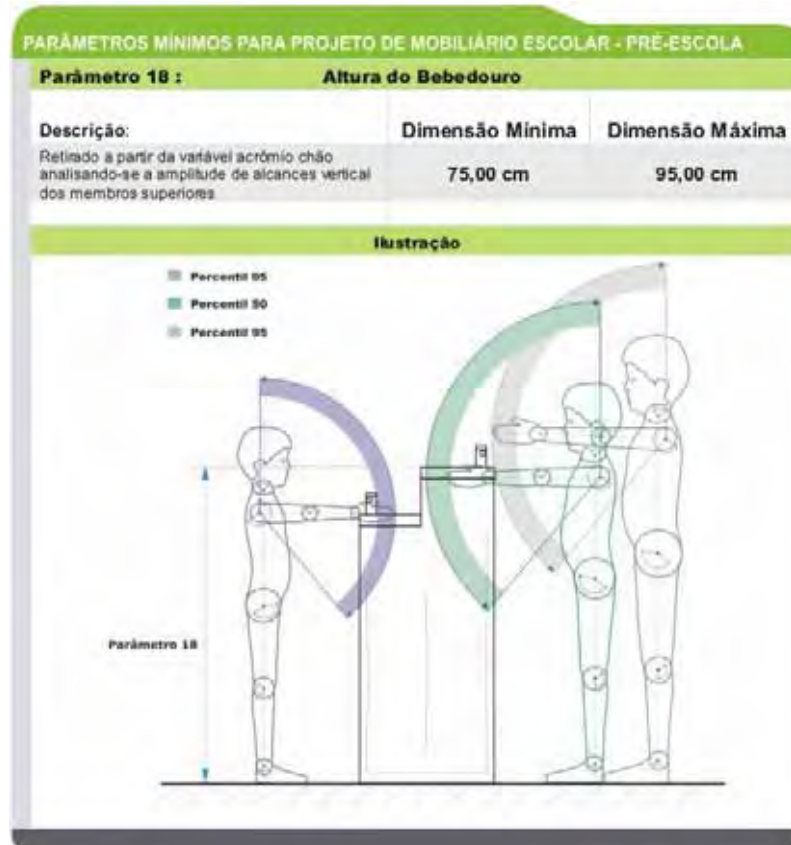 PARÂMETROS MÍNIMOS PARA PROJETO DE MOBILIÁRIO ESCOLAR - PRÉ-ESCOLA
Parâmetro 18 : Altura do Bebedouro
Descrição: Dimensão Mínima Dimensão Máxima
Retirado a partir da variável acrômio chão
analisando-se a amplitude de alcances vertical
dos membros superiores
75,00 cm 95,00 cm
Ilustração
Percentil 05
Percentil 50
Percentil 95
Parâmetro 18